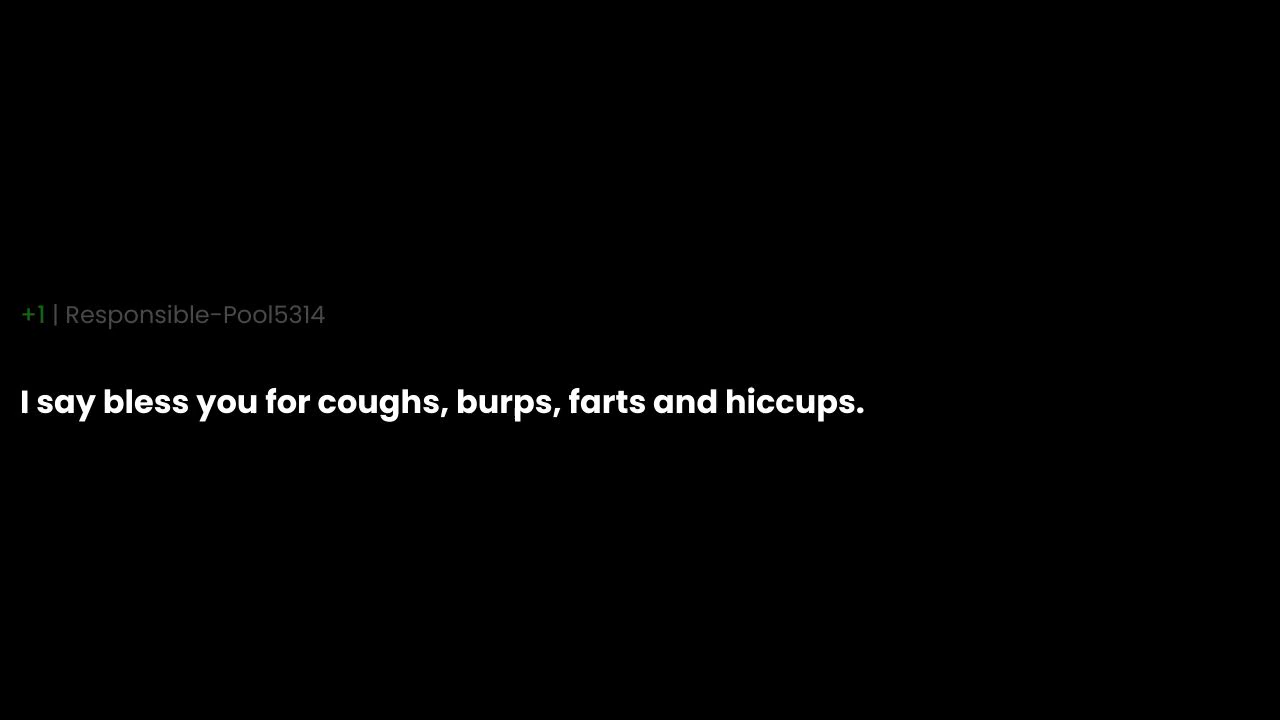 +1 | Responsible-Pool5314
I say bless you for coughs, burps, farts and hiccups.